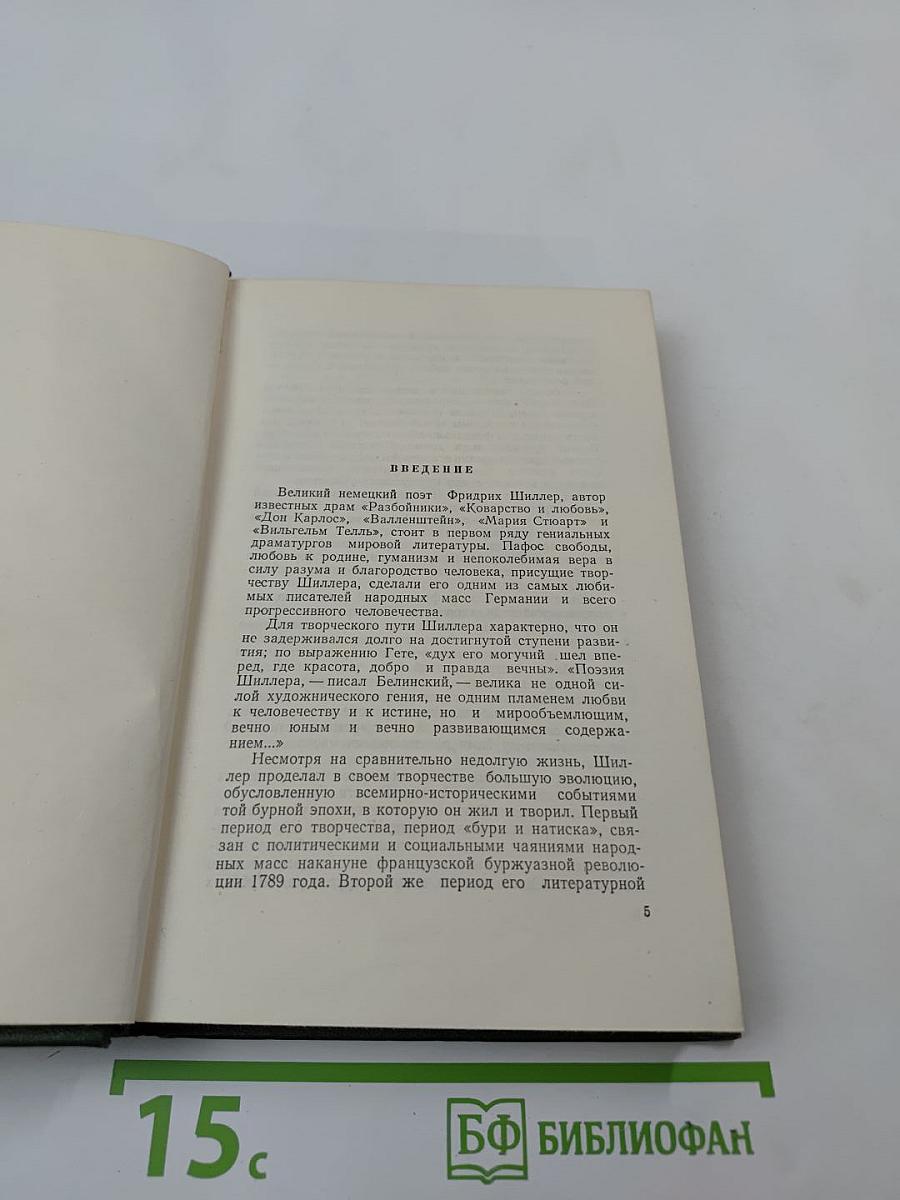 ВВЕДЕНИЕ
Великий немецкий поэт Фридрих Шиллер, автор
известных драм «Разбойники», «Коварство и любовь»,
«Дон Карлос», «Валленштейн», «Мария Стюарт» и
«Вильгельм Телль», стоит в первом ряду гениальных
драматургов мировой литературы. Пафос свободы,
любовь к родине, гуманизм и непоколебимая вера в
силу разума и благородство человека, присущие твор-
честву Шиллера, сделали его одним из самых люби-
мых писателей народных масс Германии и всего
прогрессивного человечества.
Для творческого пути Шиллера характерно, что он
не задерживался долго на достигнутой ступени разви-
тия; по выражению Гете, «дух его могучий шел впе-
ред, где красота, добро и правда вечны». «Поэзия
Шиллера, — писал Белинский, — велика не одной си-
лой художнического гения, не одним пламенем любви
к человечеству и к истине, но и мирообъемлющим,
вечно юным и вечно развивающимся содержа-
нием...»
Несмотря на сравнительно недолгую жизнь, Шил-
лер проделал в своем творчестве большую эволюцию,
обусловленную всемирно-историческими событиями
той бурной эпохи, в которую он жил и творил. Первый
период его творчества, период «бури и натиска», свя-
зан с политическими и социальными чаяниями народ-
ных масс накануне французской буржуазной револю-
ции 1789 года. Второй же период его литературной
5
15 с
БФ БИБЛИОФАН